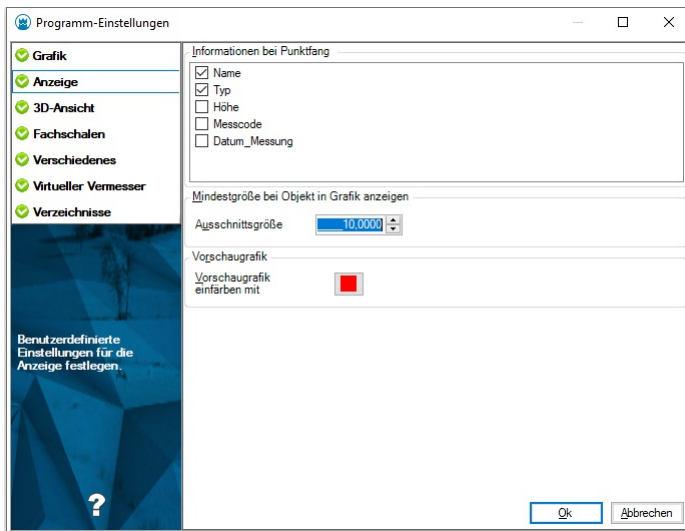 Programm-Einstellungen
Grafik
Anzeige
3D-Ansicht
Fachschalen
Verschiedenes
Virtueller Vermesser
Verzeichnisse
Benutzerdefinierte
Einstellungen für die
Anzeige festlegen.
?
Informationen bei Punktfang
Name
Typ
Höhe
Messcode
Datum_Messung
Mindestgröße bei Objekt in Grafik anzeigen
Ausschnittsgröße ____10,0000
Vorschaugrafik
Vorschaugrafik
einfärben mit
Ok Abbrechen